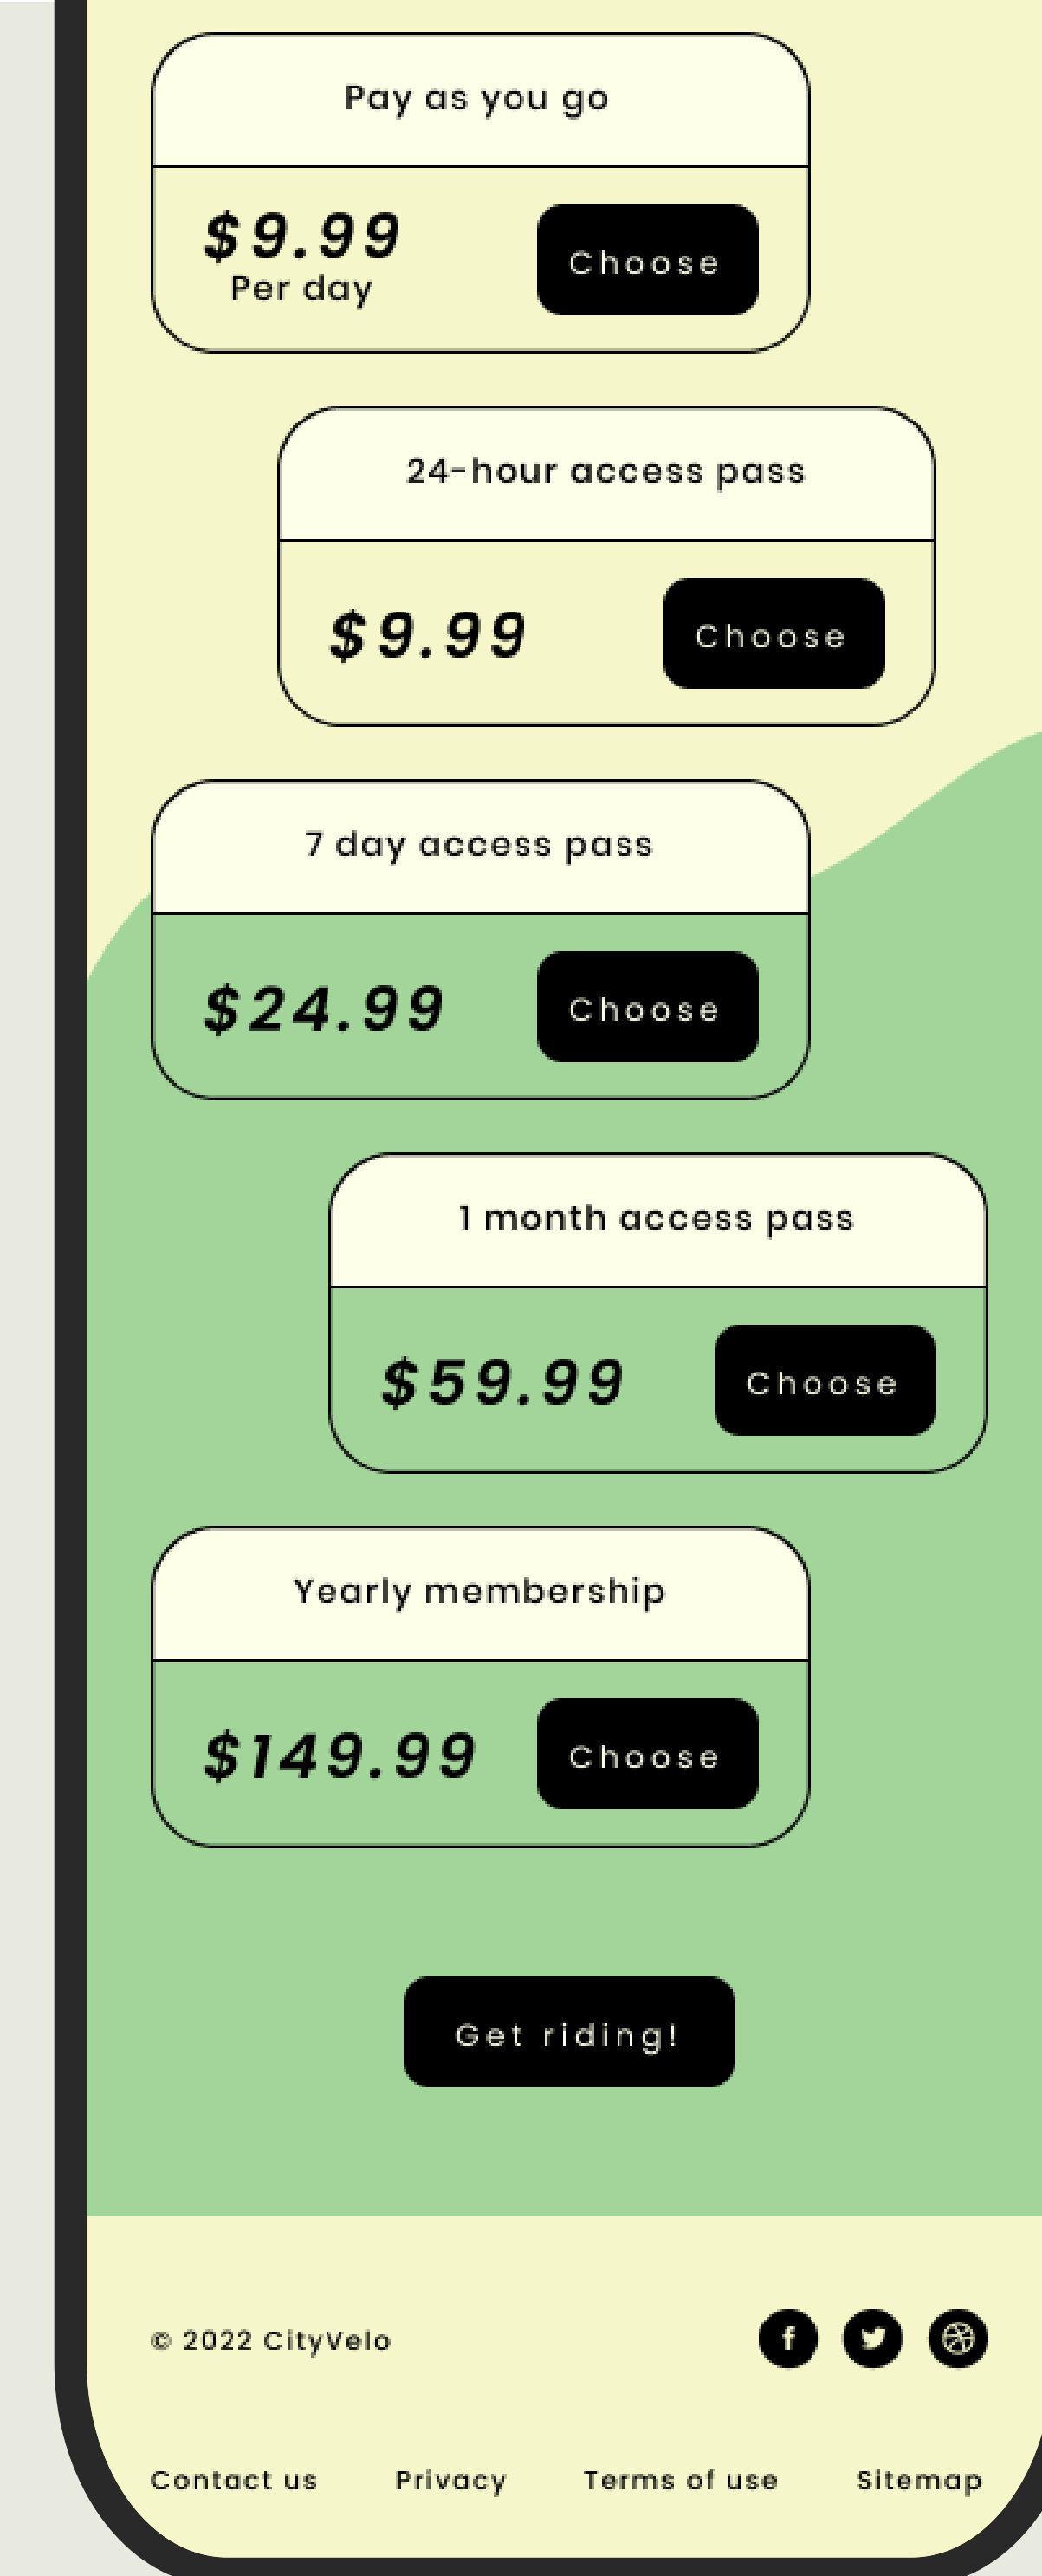 Pay as you go
$9.99
Per day
Choose
24-hour access pass
$9.99
Choose
7 day access pass
$24.99
Choose
1 month access pass
$59.99
Choose
Yearly membership
$149.99
Choose
Get riding!
© 2022 CityVelo
Contact us Privacy Terms of use Sitemap